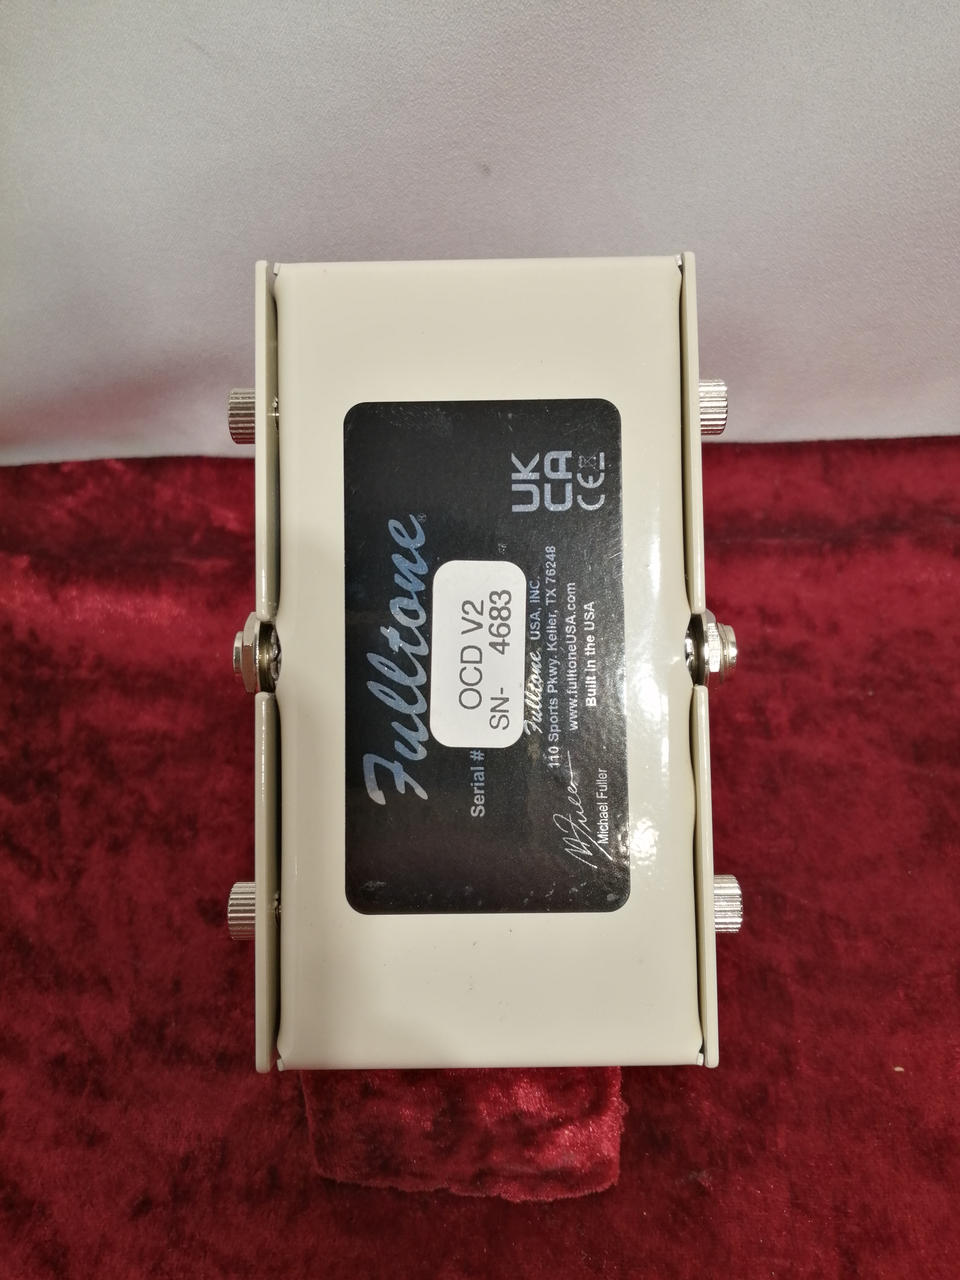 Fulltone®
Serial #
OCD V2
SN- 4683
Fulltone USA, INC.
110 Sports Pkwy. Keller, TX 76248
www.fulltoneUSA.com
Built in the USA
M Fuller
Michael Fuller
UK
CA
CE